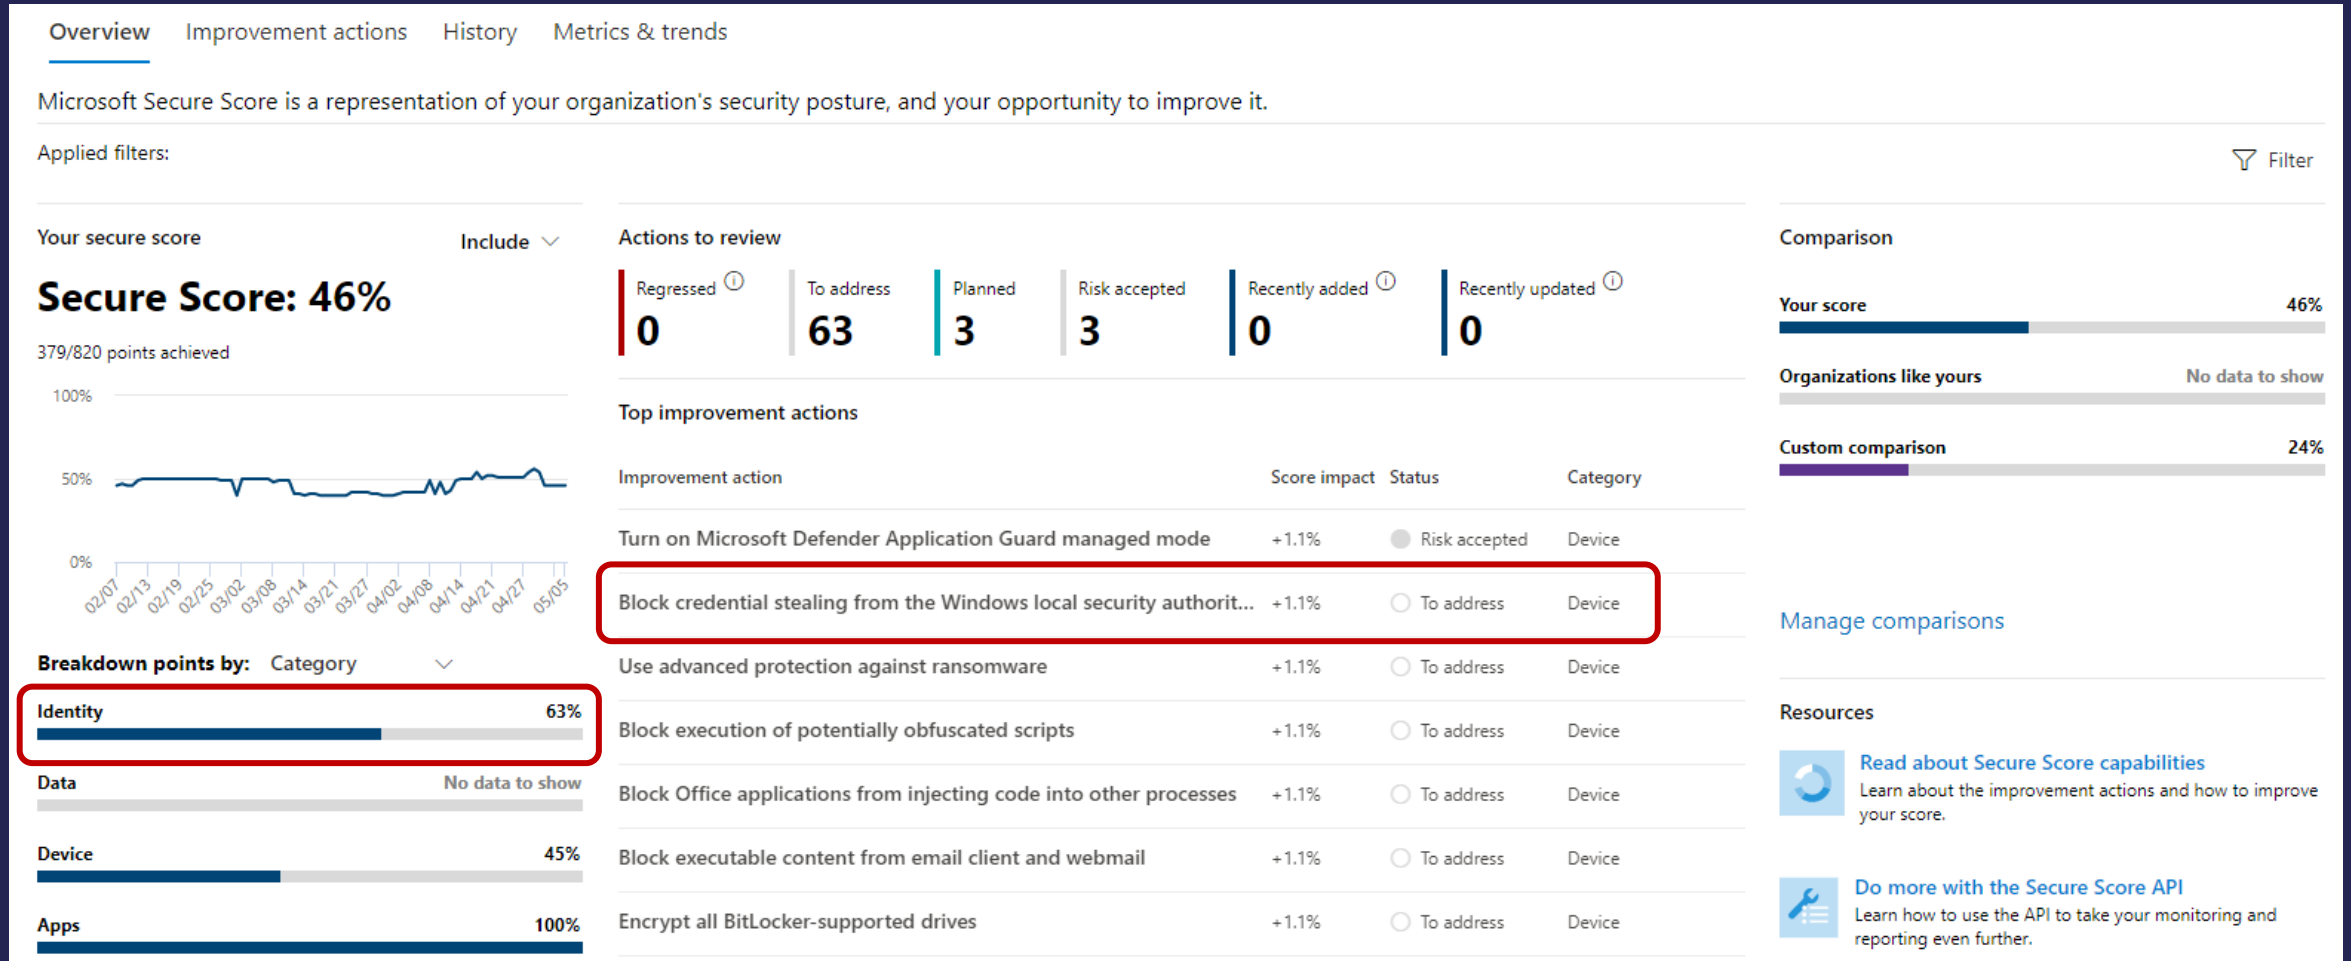 Overview Improvement actions History Metrics & trends
Microsoft Secure Score is a representation of your organization's security posture, and your opportunity to improve it.
Applied filters:
Filter
Your secure score Include
Secure Score: 46%
379/820 points achieved
100%
50%
0%
02/07 02/13 02/19 02/25 03/02 03/08 03/14 03/21 03/27 04/02 04/08 04/14 04/21 04/27 05/05
Breakdown points by: Category
Identity 63%
Data No data to show
Device 45%
Apps 100%
Actions to review
Regressed To address Planned Risk accepted Recently added Recently updated
0 63 3 3 0 0
Top improvement actions
Improvement action Score impact Status Category
Turn on Microsoft Defender Application Guard managed mode +1.1% Risk accepted Device
Block credential stealing from the Windows local security authorit... +1.1% To address Device
Use advanced protection against ransomware +1.1% To address Device
Block execution of potentially obfuscated scripts +1.1% To address Device
Block Office applications from injecting code into other processes +1.1% To address Device
Block executable content from email client and webmail +1.1% To address Device
Encrypt all BitLocker-supported drives +1.1% To address Device
Comparison
Your score 46%
Organizations like yours No data to show
Custom comparison 24%
Manage comparisons
Resources
Read about Secure Score capabilities
Learn about the improvement actions and how to improve
your score.
Do more with the Secure Score API
Learn how to use the API to take your monitoring and
reporting even further.